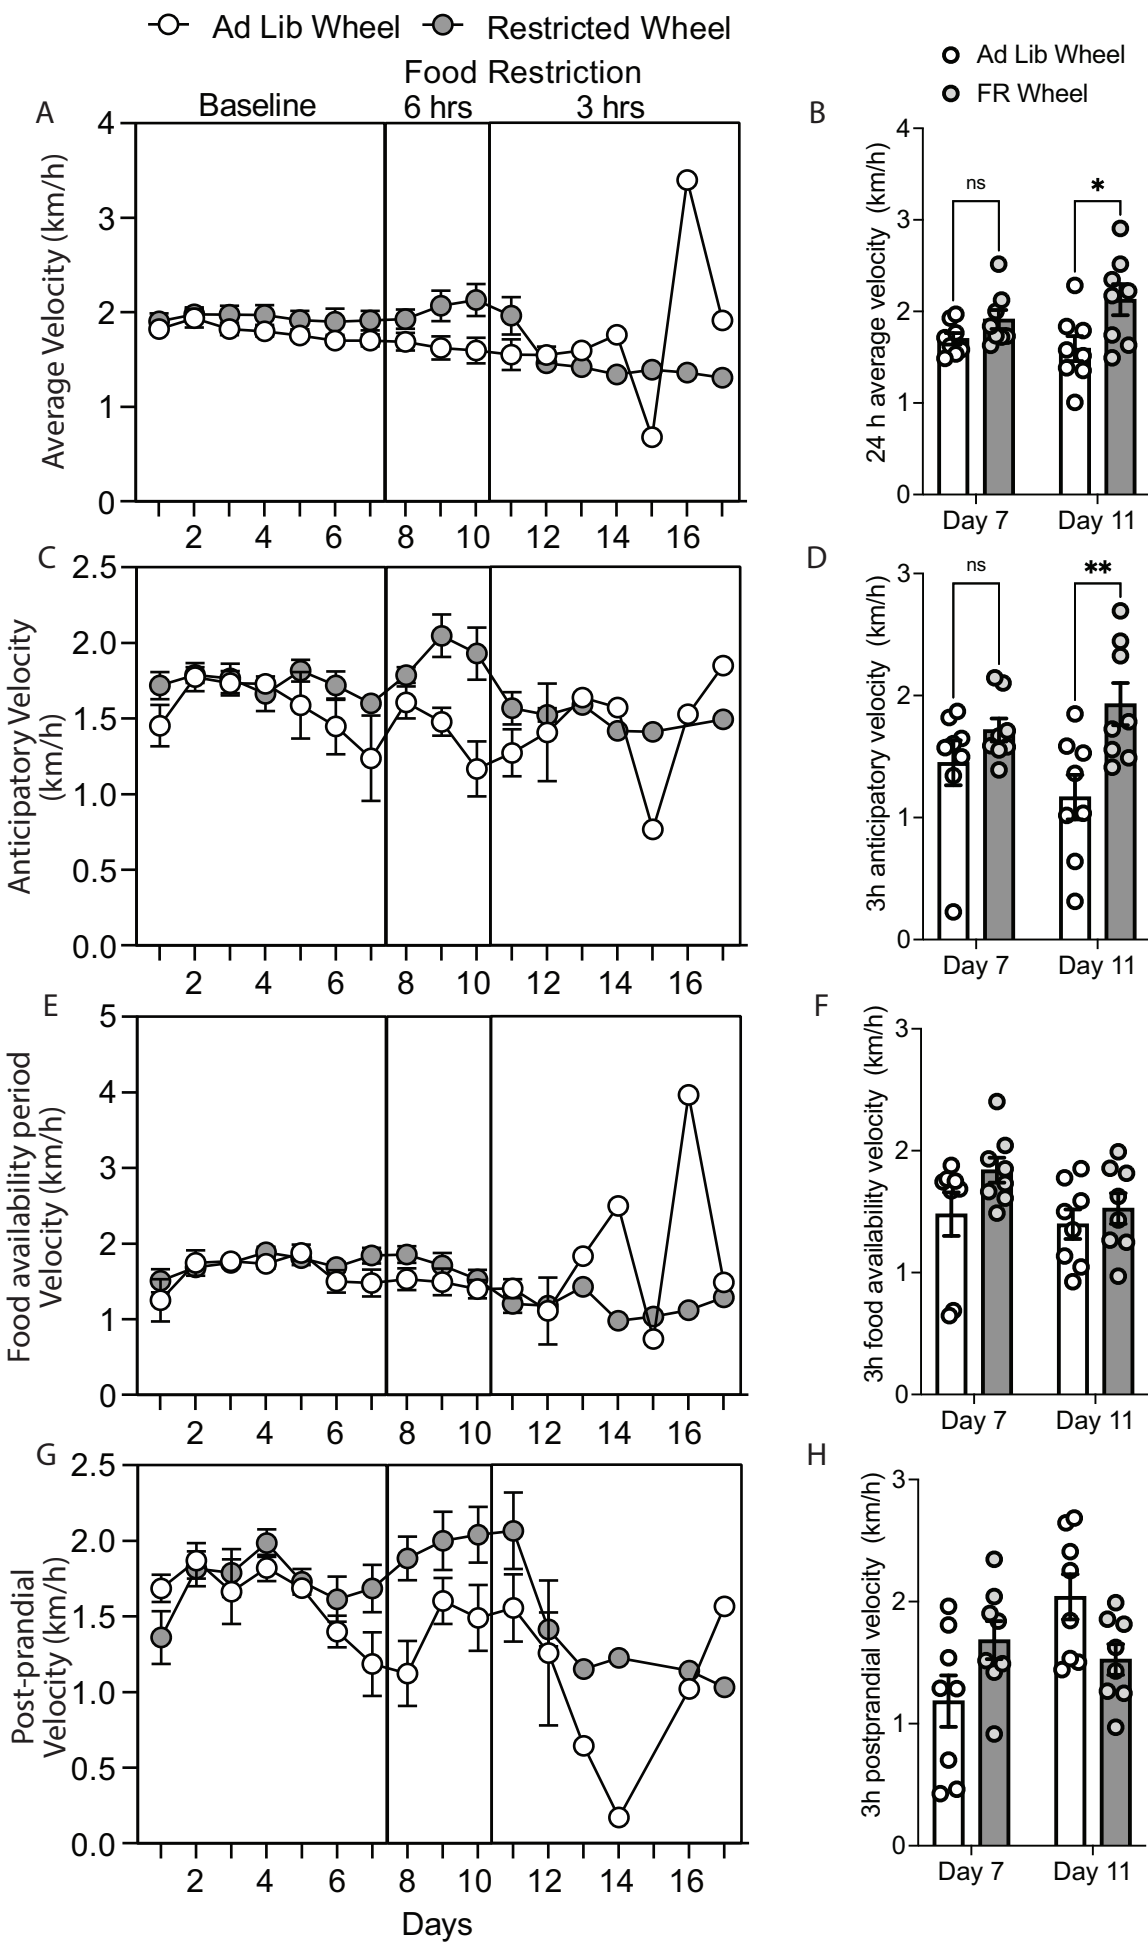 Ad Lib Wheel
Restricted Wheel
Food Restriction
Baseline
6 hrs
3 hrs
A
Average Velocity (km/h)
4
3
2
1
0
2 4 6 8 10 12 14 16
Ad Lib Wheel
FR Wheel
B
24 h average velocity (km/h)
4
3
2
1
0
ns
*
Day 7
Day 11
C
Anticipatory Velocity
(km/h)
2.5
2.0
1.5
1.0
0.5
0.0
2 4 6 8 10 12 14 16
D
3h anticipatory velocity (km/h)
3
2
1
0
ns
**
Day 7
Day 11
E
Food availability period
Velocity (km/h)
5
4
3
2
1
0
2 4 6 8 10 12 14 16
F
3h food availability velocity (km/h)
3
2
1
0
Day 7
Day 11
G
Post-prandial
Velocity (km/h)
2.5
2.0
1.5
1.0
0.5
0.0
2 4 6 8 10 12 14 16
Days
H
3h postprandial velocity (km/h)
3
2
1
0
Day 7
Day 11